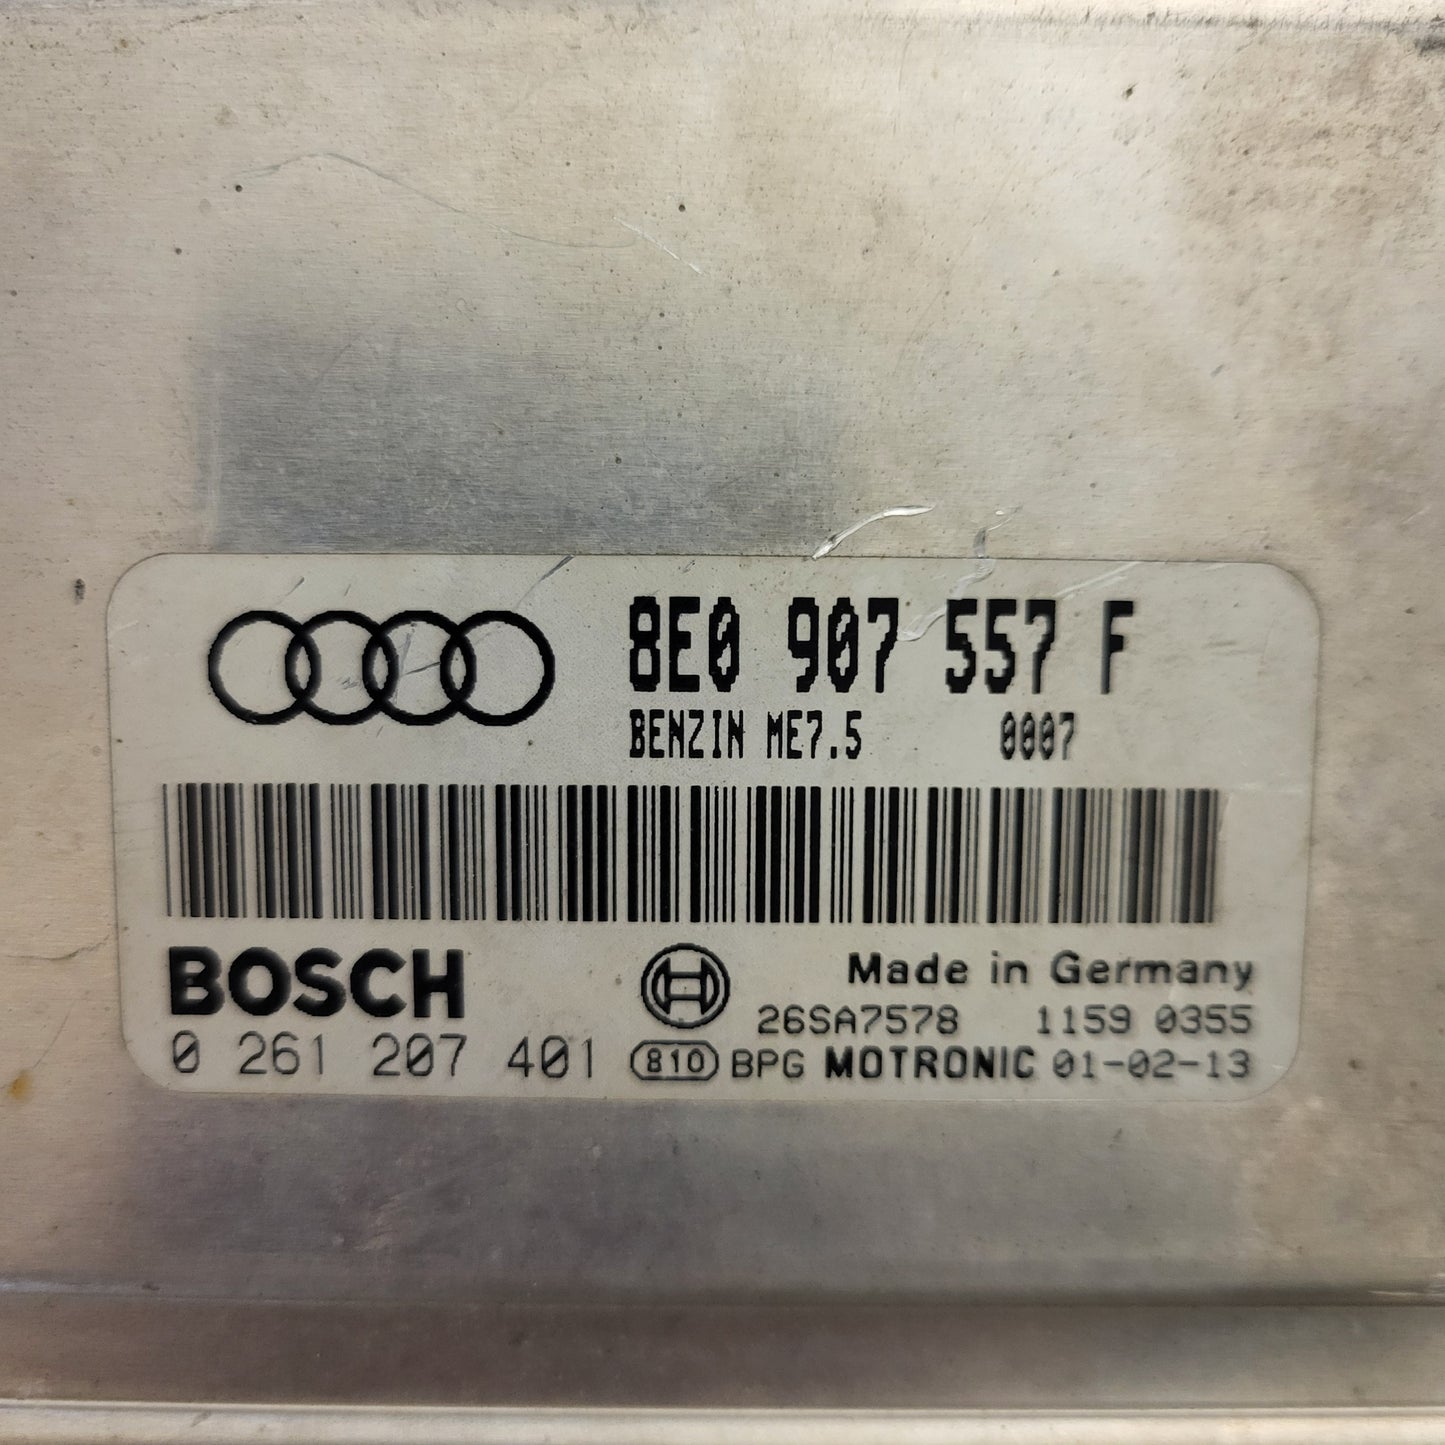 8E0 907 557 F
BENZIN ME7.5 0007
BOSCH
Made in Germany
26SA7578 1159 0355
0 261 207 401 810 BPG MOTRONIC 01-02-13